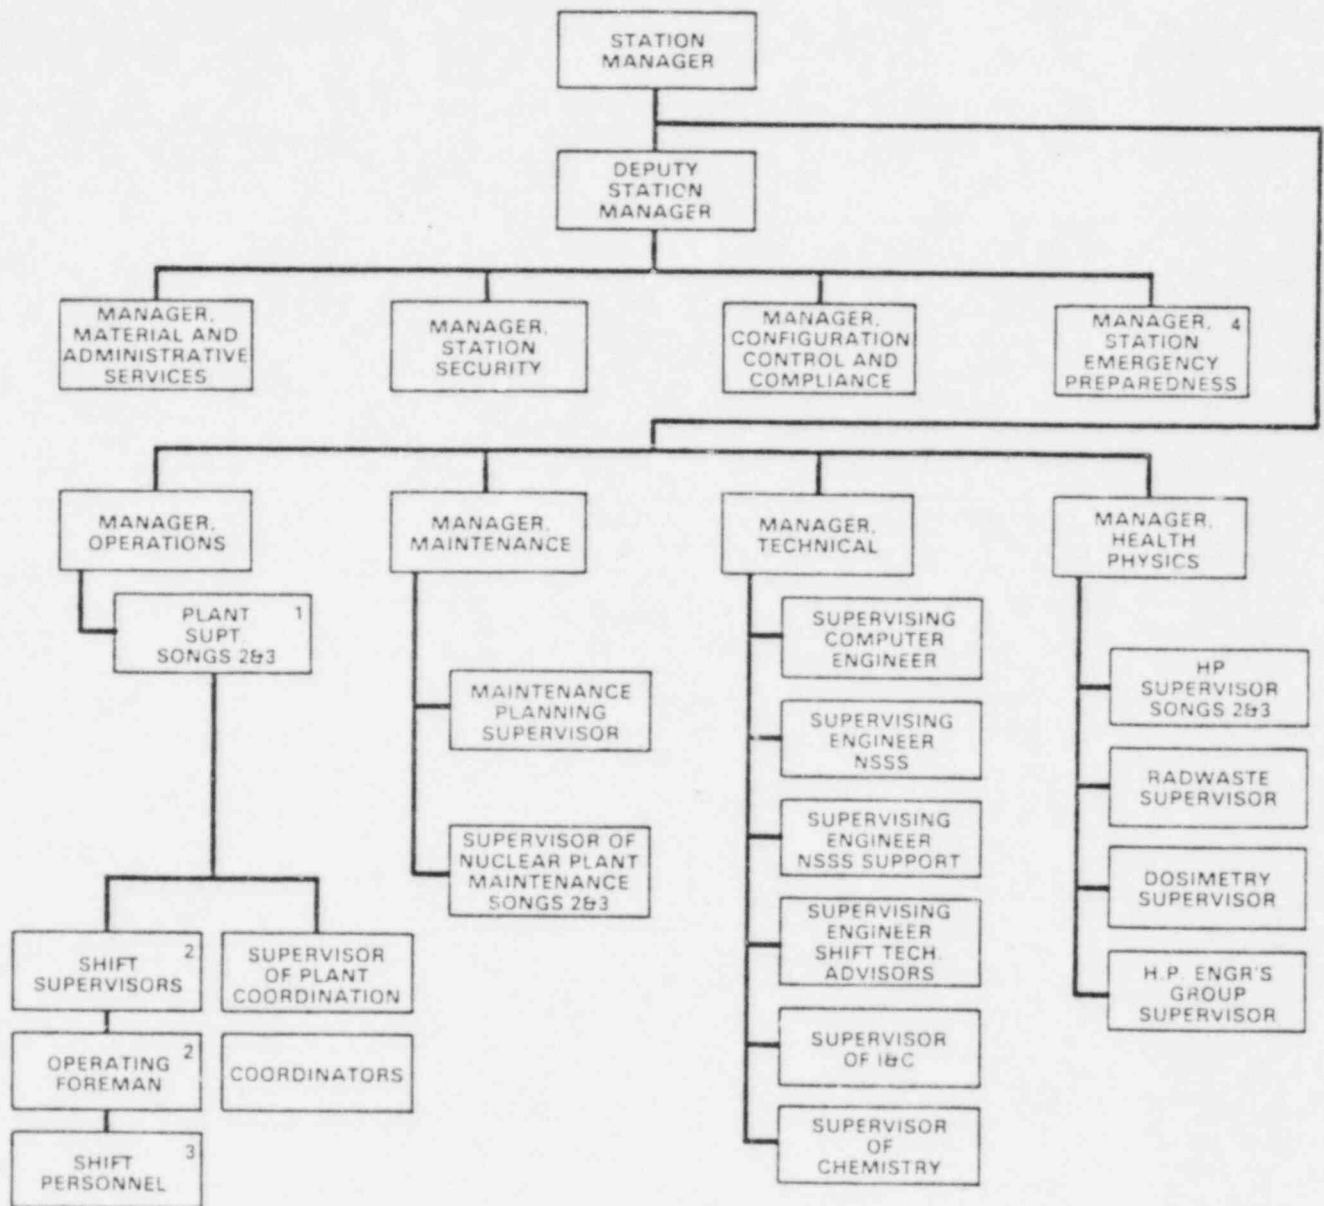 STATION
MANAGER
DEPUTY
STATION
MANAGER
MANAGER,
MATERIAL AND
ADMINISTRATIVE
SERVICES
MANAGER,
STATION
SECURITY
MANAGER,
CONFIGURATION
CONTROL AND
COMPLIANCE
MANAGER, 4
STATION
EMERGENCY
PREPAREDNESS
MANAGER,
OPERATIONS
MANAGER,
MAINTENANCE
MANAGER,
TECHNICAL
MANAGER,
HEALTH
PHYSICS
PLANT 1
SUPT.
SONGS 2&3
MAINTENANCE
PLANNING
SUPERVISOR
SUPERVISOR OF
NUCLEAR PLANT
MAINTENANCE
SONGS 2&3
SUPERVISING
COMPUTER
ENGINEER
SUPERVISING
ENGINEER
NSSS
SUPERVISING
ENGINEER
NSSS SUPPORT
SUPERVISING
ENGINEER
SHIFT TECH.
ADVISORS
SUPERVISOR
OF I&C
SUPERVISOR
OF
CHEMISTRY
HP
SUPERVISOR
SONGS 2&3
RADWASTE
SUPERVISOR
DOSIMETRY
SUPERVISOR
H.P. ENGR'S
GROUP
SUPERVISOR
2
SHIFT
SUPERVISORS
SUPERVISOR
OF PLANT
COORDINATION
2
OPERATING
FOREMAN
COORDINATORS
3
SHIFT
PERSONNEL